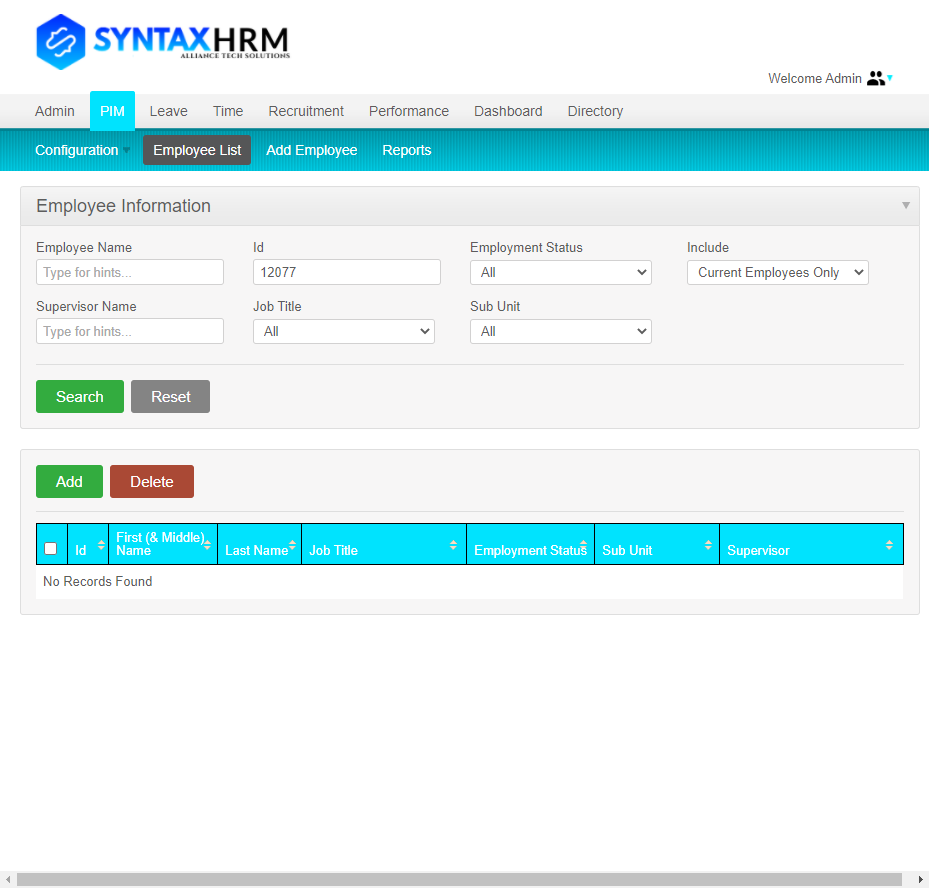 SYNTAXHRM
ALLIANCE TECH SOLUTIONS
Welcome Admin
Admin PIM Leave Time Recruitment Performance Dashboard Directory
Configuration Employee List Add Employee Reports
Employee Information
Employee Name Id Employment Status Include
Type for hints... 12077 All Current Employees Only
Supervisor Name Job Title Sub Unit
Type for hints... All All
Search Reset
Add Delete
Id First (& Middle) Name Last Name Job Title Employment Status Sub Unit Supervisor
No Records Found